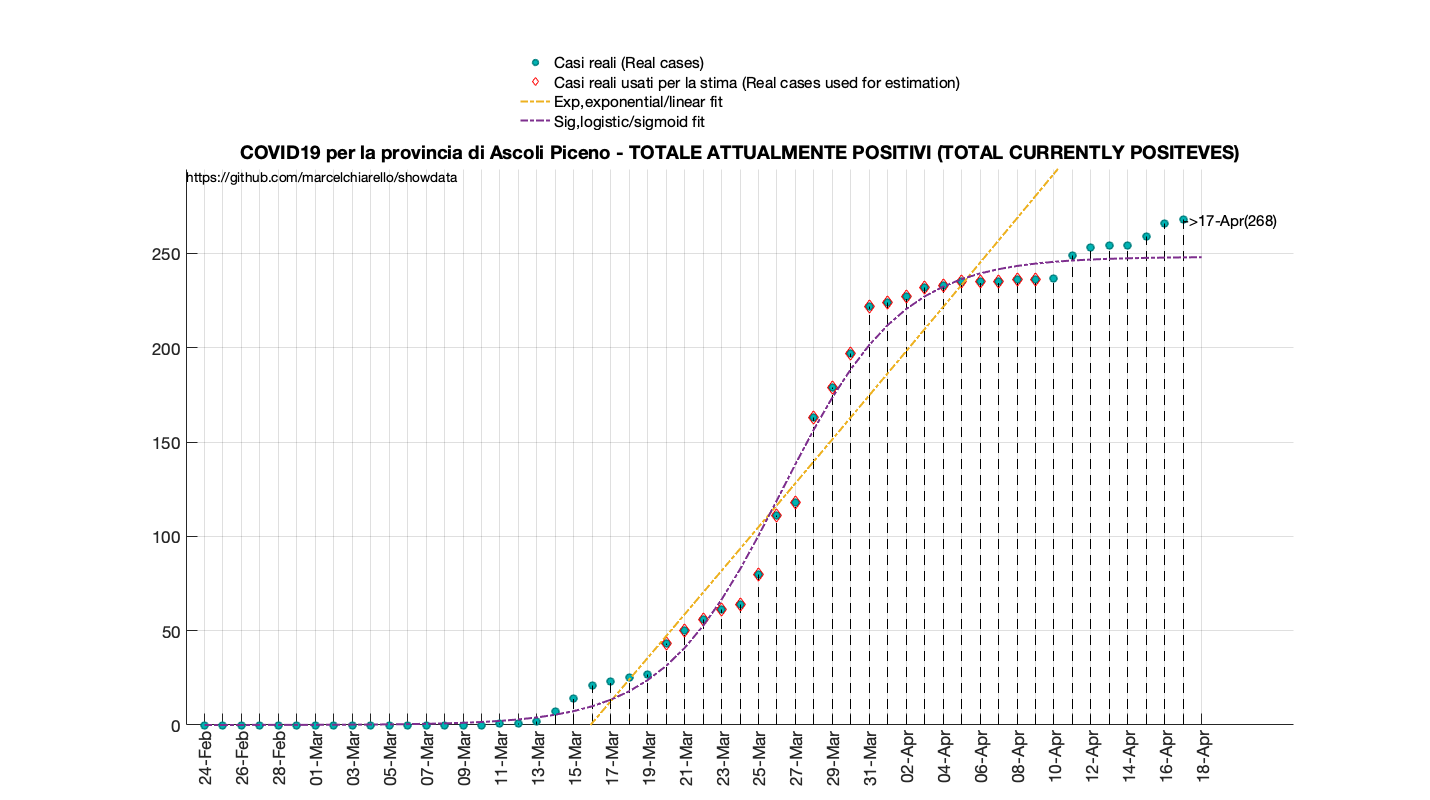 Casi reali (Real cases)
Casi reali usati per la stima (Real cases used for estimation)
Exp,exponential/linear fit
Sig,logistic/sigmoid fit
COVID19 per la provincia di Ascoli Piceno - TOTALE ATTUALMENTE POSITIVI (TOTAL CURRENTLY POSITEVES)
https://github.com/marcelchiarello/showdata
->17-Apr(268)
250
200
150
100
50
0
24-Feb
26-Feb
28-Feb
01-Mar
03-Mar
05-Mar
07-Mar
09-Mar
11-Mar
13-Mar
15-Mar
17-Mar
19-Mar
21-Mar
23-Mar
25-Mar
27-Mar
29-Mar
31-Mar
02-Apr
04-Apr
06-Apr
08-Apr
10-Apr
12-Apr
14-Apr
16-Apr
18-Apr